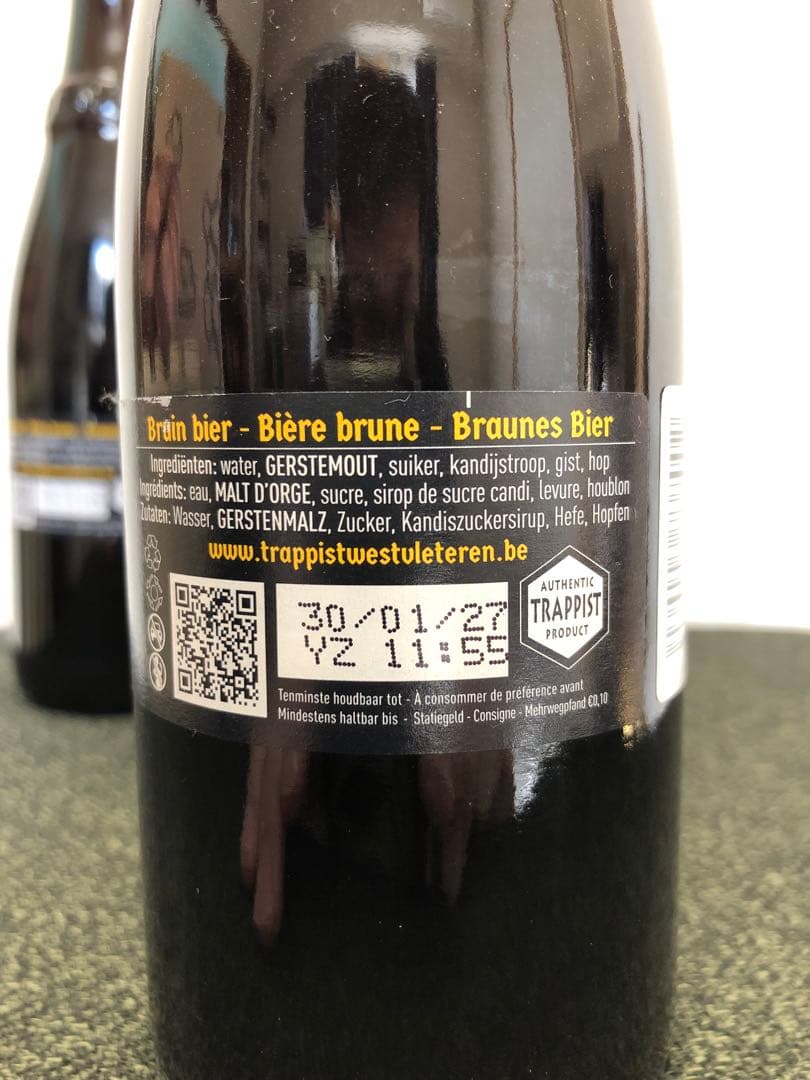 Bruin bier - Bière brune - Braunes Bier
Ingrediënten: water, GERSTEMOUT, suiker, kandijstroop, gist, hop
Ingrédients: eau, MALT D'ORGE, sucre, sirop de sucre candi, levure, houblon
Zutaten: Wasser, GERSTENMALZ, Zucker, Kandiszuckersirup, Hefe, Hopfen
www.trappistwestvleteren.be
30/01/27
YZ 11:55
AUTHENTIC
TRAPPIST
PRODUCT
Tenminste houdbaar tot - À consommer de préférence avant
Mindestens haltbar bis - Statiegeld - Consigne - Mehrwegpfand €0,10